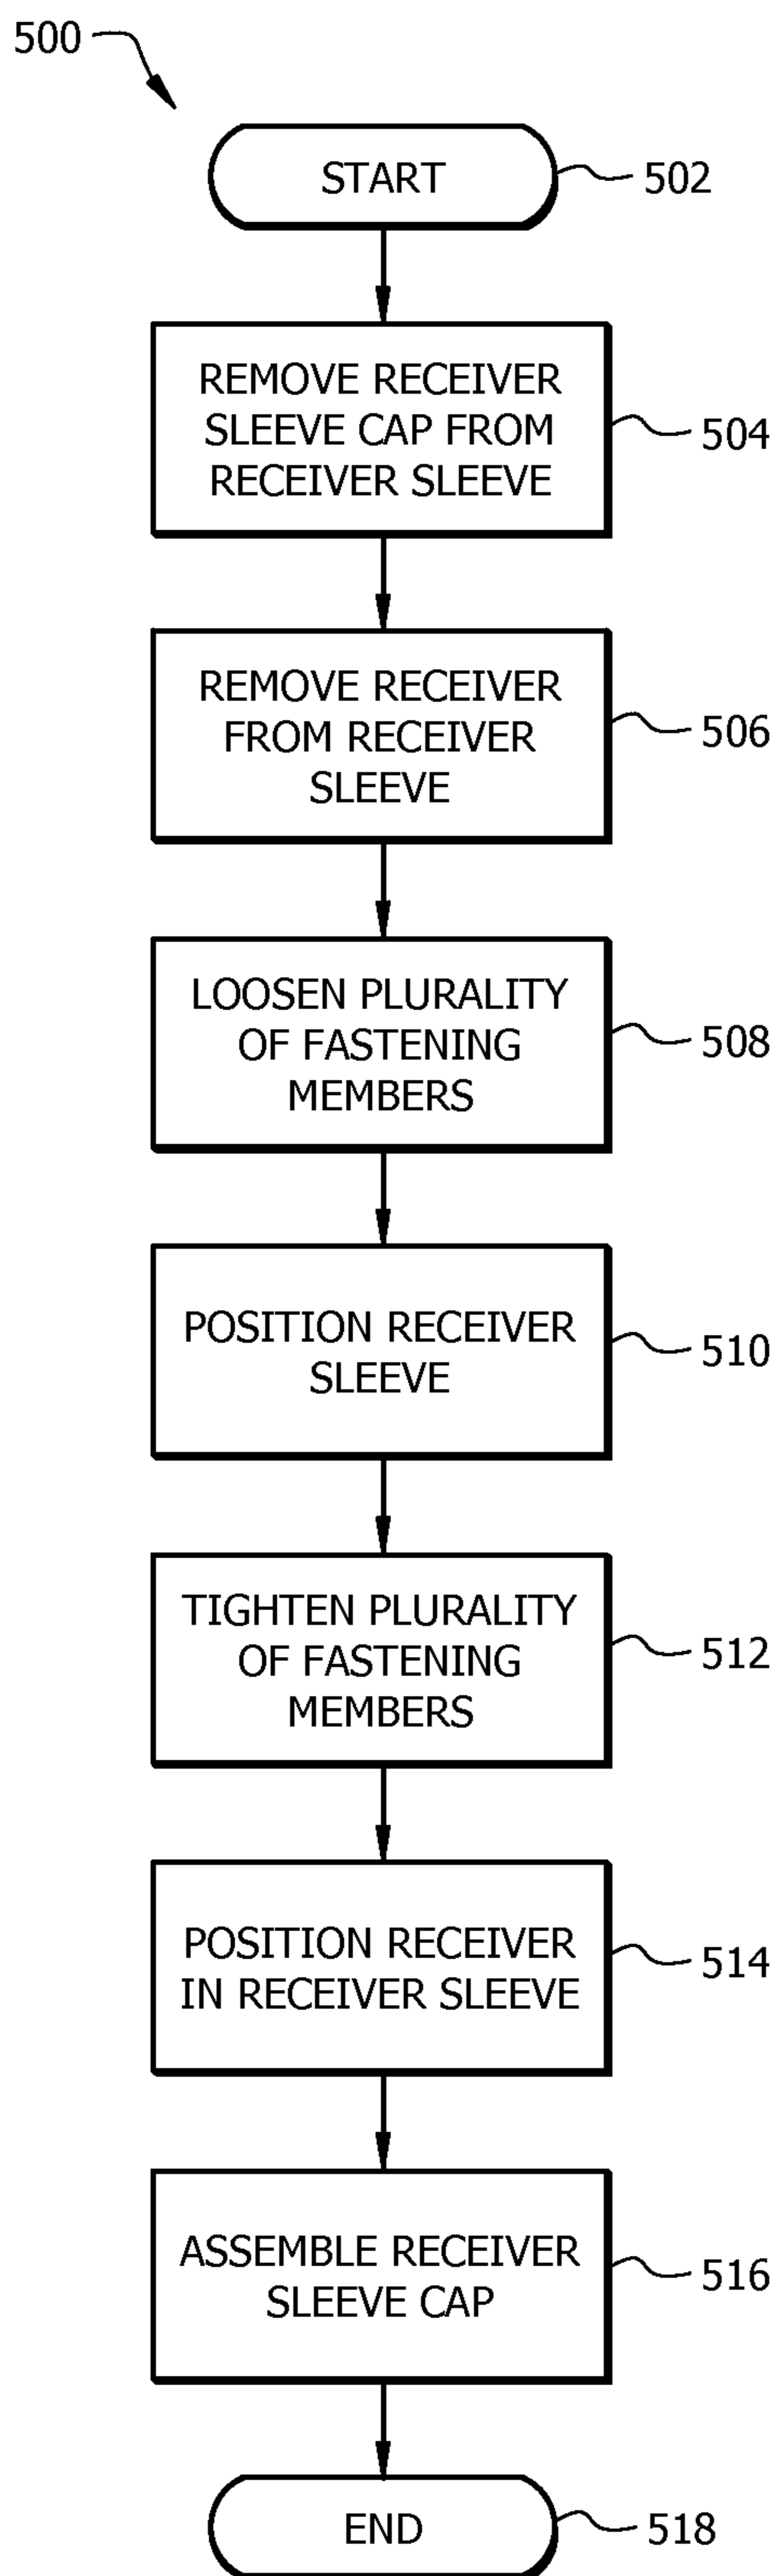 500
START
502
REMOVE RECEIVER
SLEEVE CAP FROM
RECEIVER SLEEVE
504
REMOVE RECEIVER
FROM RECEIVER
SLEEVE
506
LOOSEN PLURALITY
OF FASTENING
MEMBERS
508
POSITION RECEIVER
SLEEVE
510
TIGHTEN PLURALITY
OF FASTENING
MEMBERS
512
POSITION RECEIVER
IN RECEIVER SLEEVE
514
ASSEMBLE RECEIVER
SLEEVE CAP
516
END
518